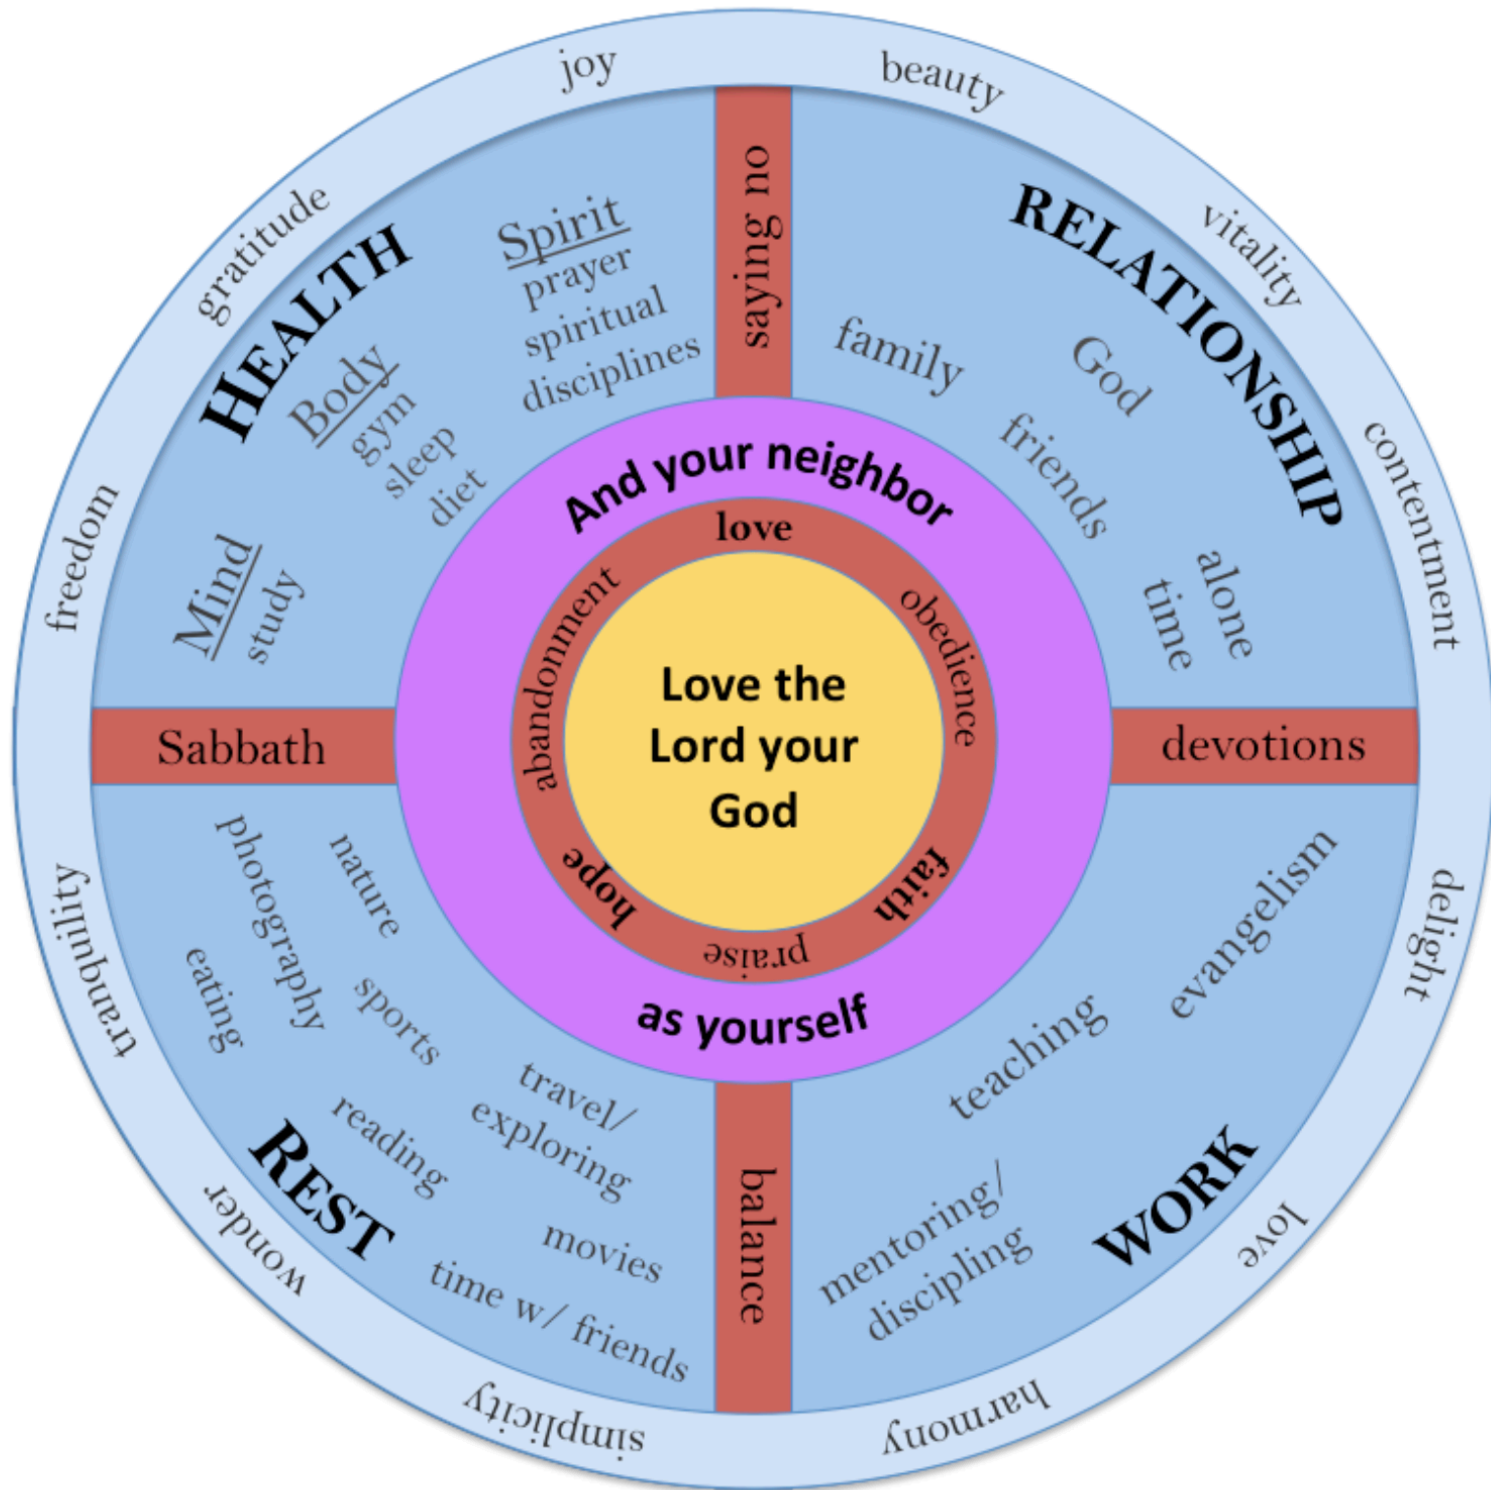 joy
beauty
vitality
contentment
delight
love
harmony
simplicity
wonder
tranquility
freedom
gratitude
HEALTH
Spirit
prayer
spiritual
disciplines
Body
gym
sleep
diet
Mind
study
saying no
RELATIONSHIP
family
God
friends
alone
time
devotions
WORK
evangelism
teaching
mentoring/
discipling
balance
REST
nature
photography
eating
sports
travel/
exploring
reading
movies
time w/ friends
Sabbath
And your neighbor
as yourself
love
obedience
faith
praise
hope
abandonment
Love the
Lord your
God